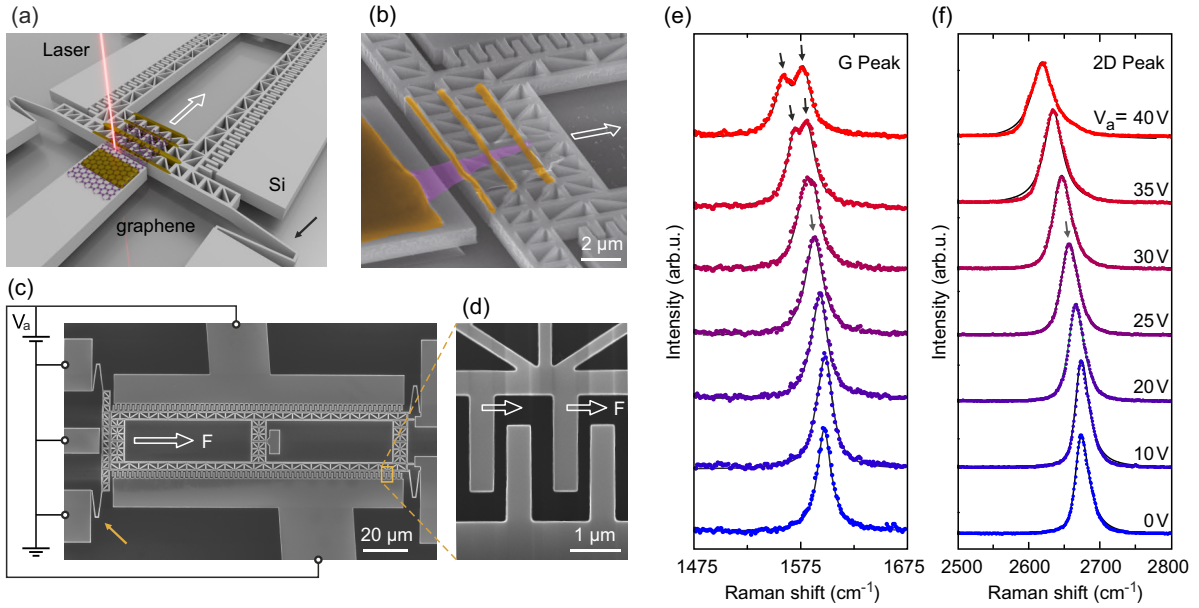 (a)
Laser
Si
graphene
(b)
2 µm
(c)
Vₐ
F
20 µm
(d)
F
1 µm
(e)
G Peak
Intensity (arb.u.)
1475 1575 1675
Raman shift (cm⁻¹)
(f)
2D Peak
Vₐ= 40 V
35 V
30 V
25 V
20 V
10 V
0 V
Intensity (arb.u.)
2500 2600 2700 2800
Raman shift (cm⁻¹)